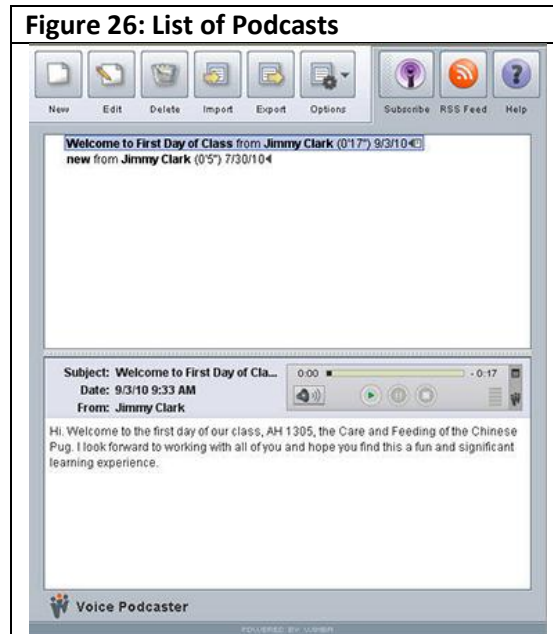 Figure 26: List of Podcasts
New Edit Delete Import Export Options Subscribe RSS Feed Help
Welcome to First Day of Class from Jimmy Clark (0'17") 9/3/10
new from Jimmy Clark (0'5") 7/30/10
Subject: Welcome to First Day of Cla...
0:00 - 0:17
Date: 9/3/10 9:33 AM
From: Jimmy Clark
Hi. Welcome to the first day of our class, AH 1305, the Care and Feeding of the Chinese
Pug. I look forward to working with all of you and hope you find this a fun and significant
learning experience.
Voice Podcaster
POWERED BY WIMBA